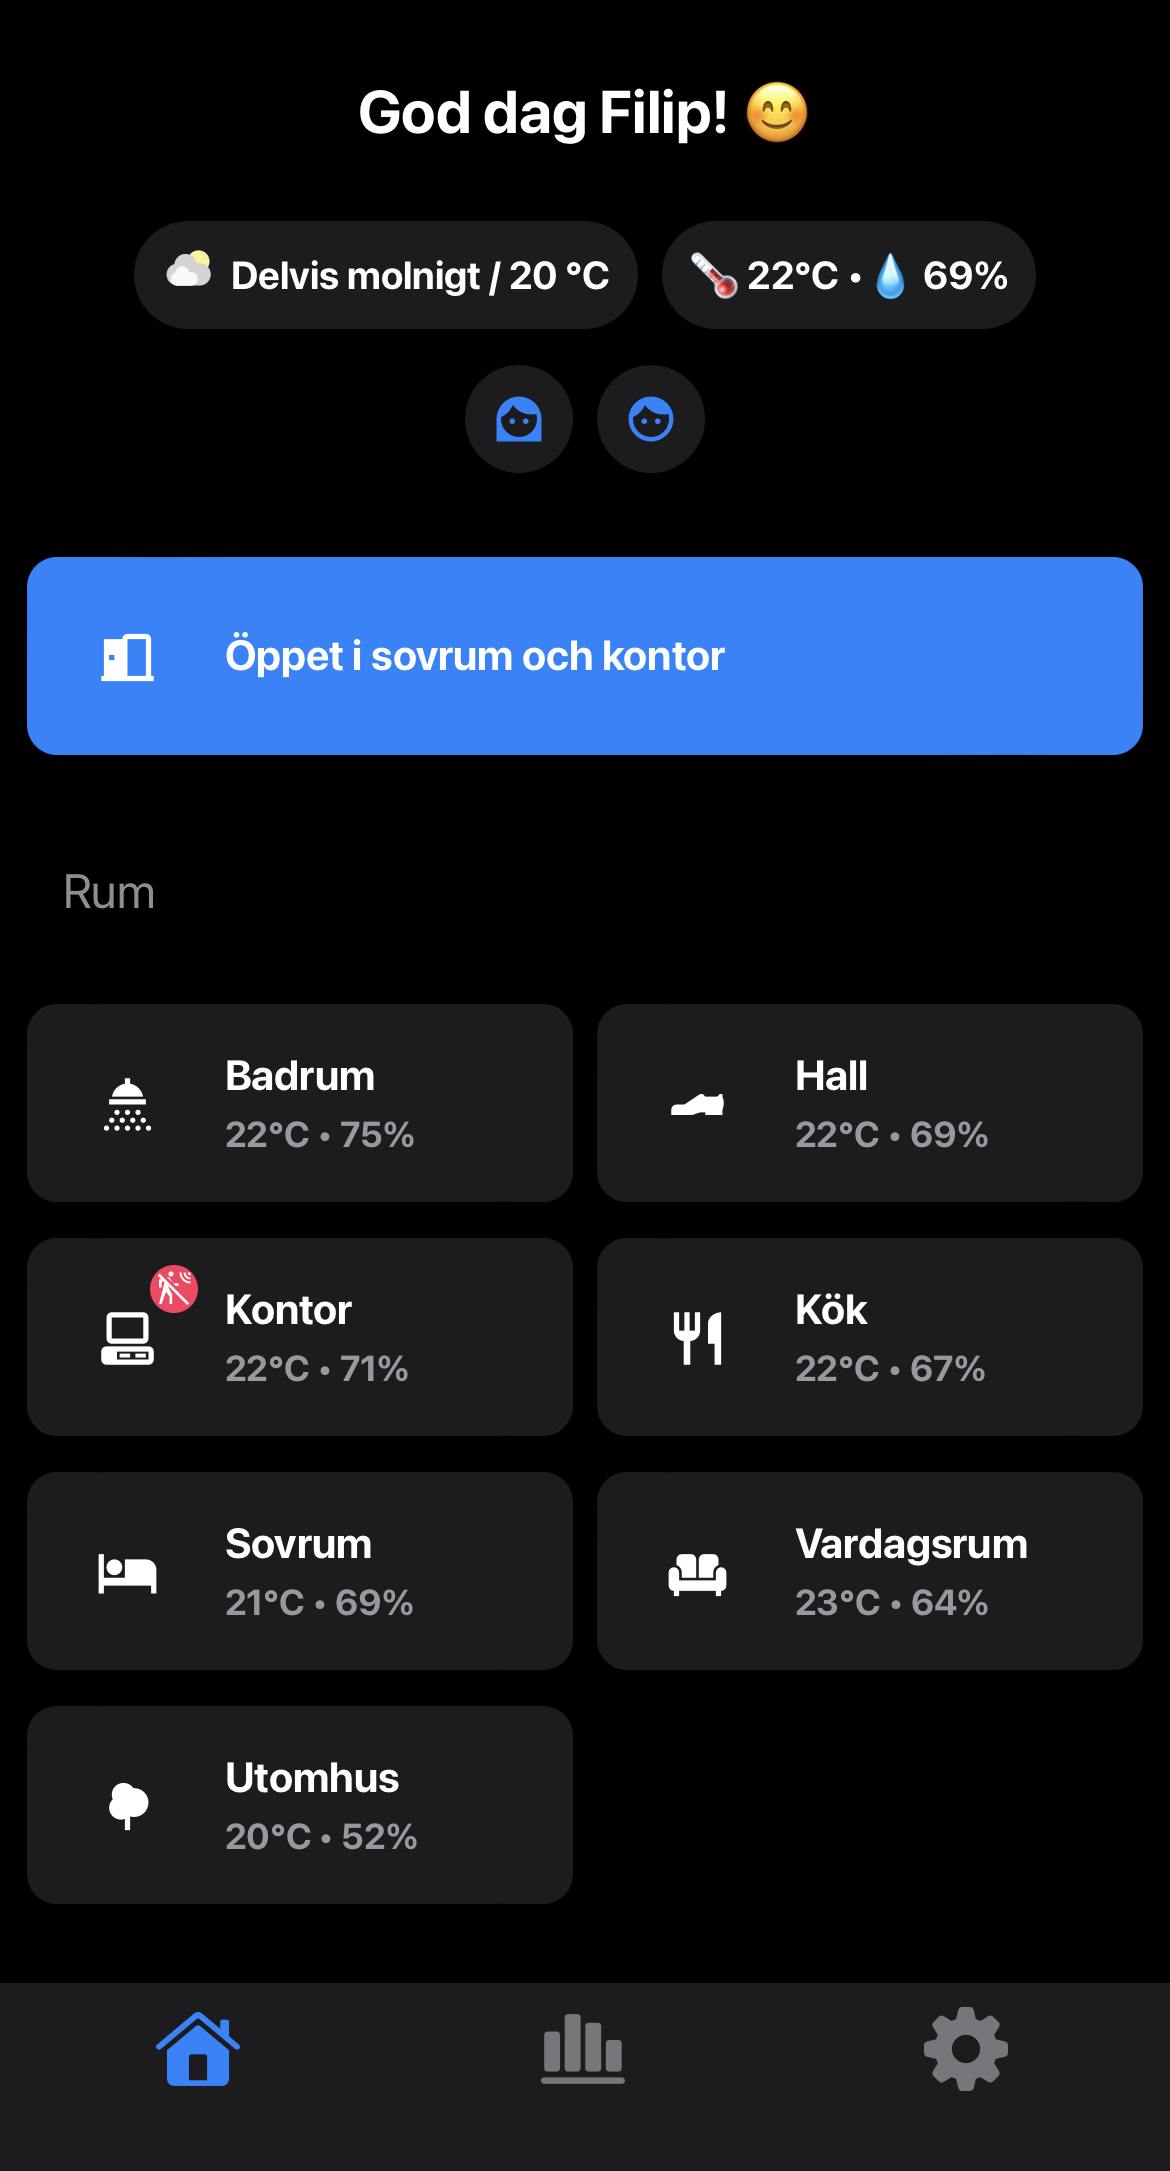 God dag Filip! 😊
Delvis molnigt / 20 °C
🌡️ 22°C • 💧 69%
Öppet i sovrum och kontor
Rum
Badrum
22°C • 75%
Hall
22°C • 69%
Kontor
22°C • 71%
Kök
22°C • 67%
Sovrum
21°C • 69%
Vardagsrum
23°C • 64%
Utomhus
20°C • 52%